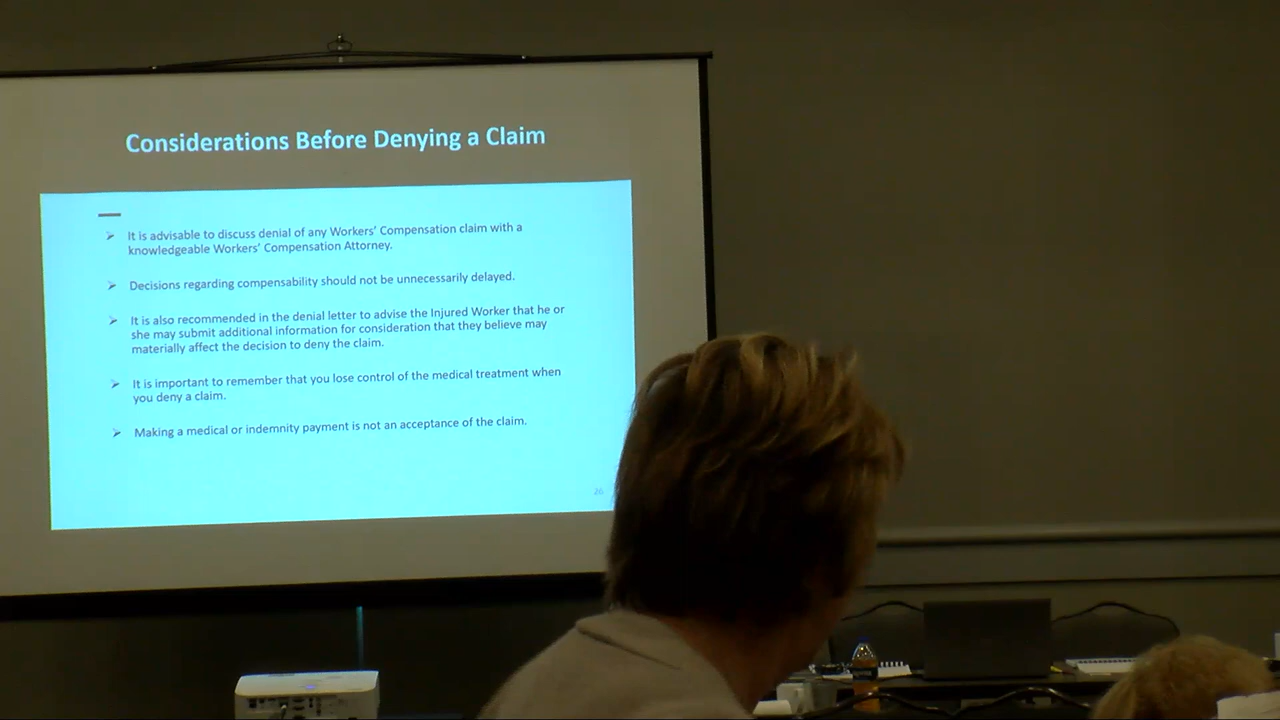 Considerations Before Denying a Claim
➢ It is advisable to discuss denial of any Workers' Compensation claim with a
knowledgeable Workers' Compensation Attorney.
➢ Decisions regarding compensability should not be unnecessarily delayed.
➢ It is also recommended in the denial letter to advise the Injured Worker that he or
she may submit additional information for consideration that they believe may
materially affect the decision to deny the claim.
➢ It is important to remember that you lose control of the medical treatment when
you deny a claim.
➢ Making a medical or indemnity payment is not an acceptance of the claim.
26